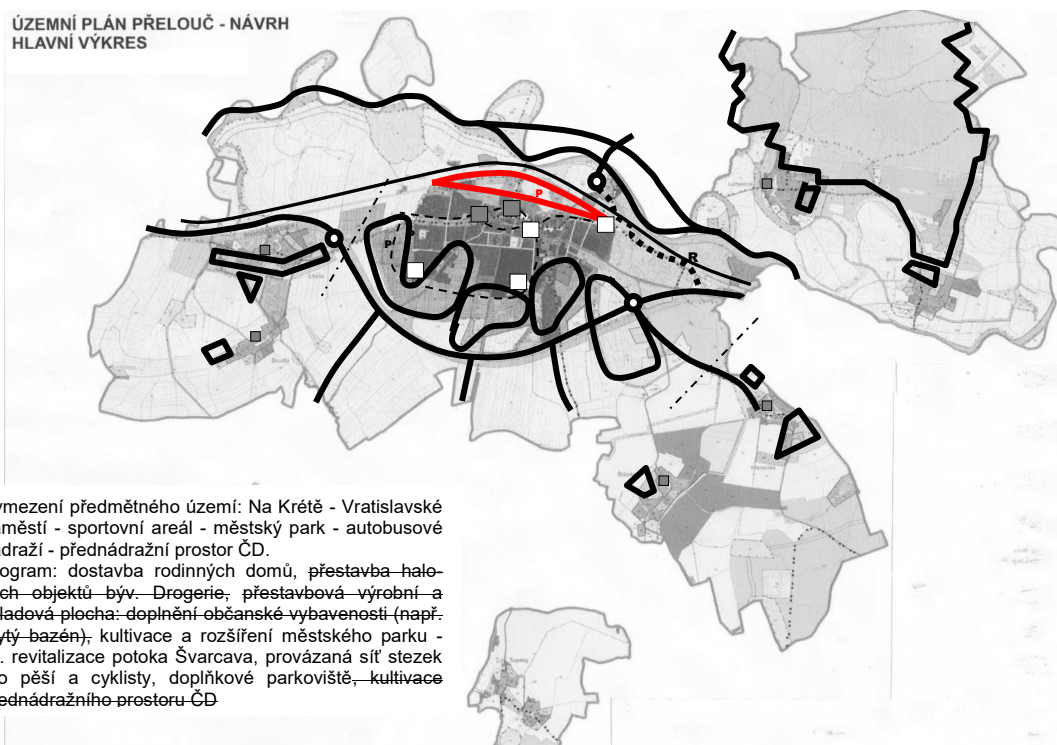 ÚZEMNÍ PLÁN PŘELOUČ - NÁVRH
HLAVNÍ VÝKRES
P
P
R
ymezení předmětného území: Na Krétě - Vratislavské
áměstí - sportovní areál - městský park - autobusové
ádraží - přednádražní prostor ČD.
ogram: dostavba rodinných domů, přestavba halo-
ch objektů býv. Drogerie, přestavbová výrobní a
ladová plocha: doplnění občanské vybavenosti (např.
ytý bazén), kultivace a rozšíření městského parku -
. revitalizace potoka Švarcava, provázaná síť stezek
o pěší a cyklisty, doplňkové parkoviště, kultivace
ednádražního prostoru ČD